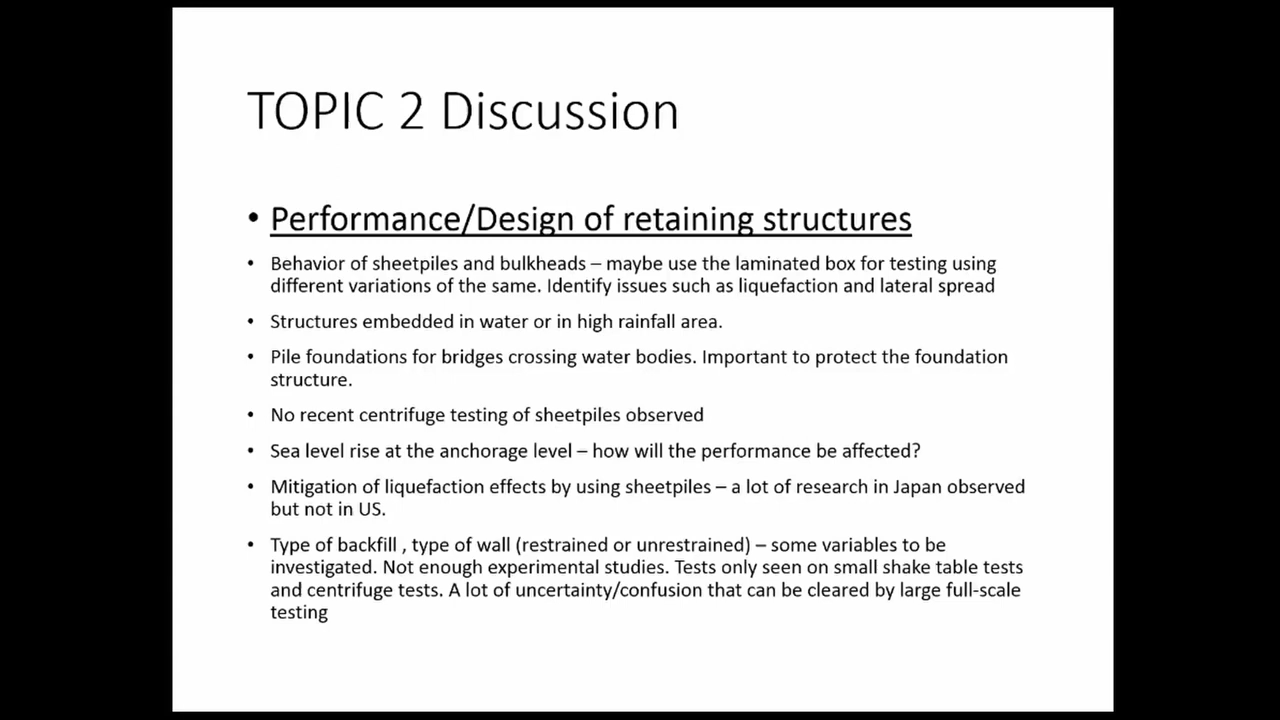 TOPIC 2 Discussion
• Performance/Design of retaining structures
• Behavior of sheetpiles and bulkheads – maybe use the laminated box for testing using
different variations of the same. Identify issues such as liquefaction and lateral spread
• Structures embedded in water or in high rainfall area.
• Pile foundations for bridges crossing water bodies. Important to protect the foundation
structure.
• No recent centrifuge testing of sheetpiles observed
• Sea level rise at the anchorage level – how will the performance be affected?
• Mitigation of liquefaction effects by using sheetpiles – a lot of research in Japan observed
but not in US.
• Type of backfill , type of wall (restrained or unrestrained) – some variables to be
investigated. Not enough experimental studies. Tests only seen on small shake table tests
and centrifuge tests. A lot of uncertainty/confusion that can be cleared by large full-scale
testing